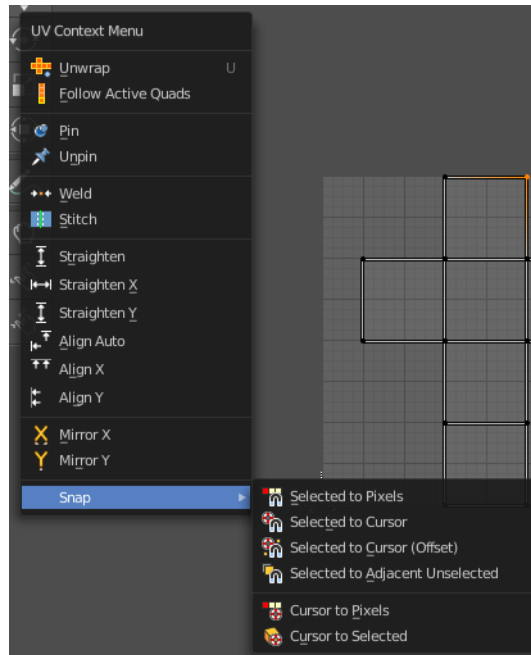 UV Context Menu
Unwrap U
Follow Active Quads
Pin
Unpin
Weld
Stitch
Straighten
Straighten X
Straighten Y
Align Auto
Align X
Align Y
Mirror X
Mirror Y
Snap
Selected to Pixels
Selected to Cursor
Selected to Cursor (Offset)
Selected to Adjacent Unselected
Cursor to Pixels
Cursor to Selected